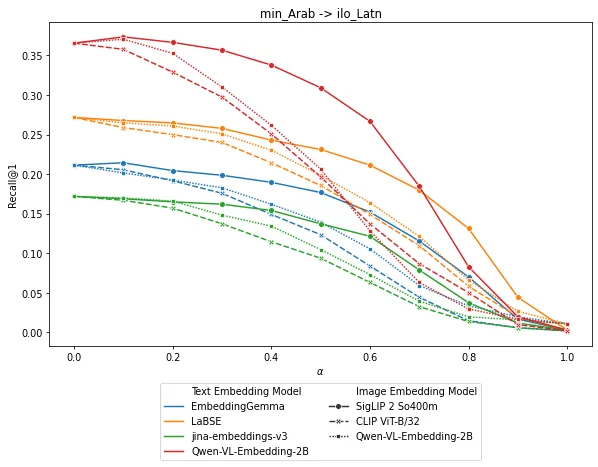 min_Arab -> ilo_Latn
Recall@1
0.35
0.30
0.25
0.20
0.15
0.10
0.05
0.00
0.0 0.2 0.4 0.6 0.8 1.0
α
Text Embedding Model Image Embedding Model
EmbeddingGemma SigLIP 2 So400m
LaBSE CLIP ViT-B/32
jina-embeddings-v3 Qwen-VL-Embedding-2B
Qwen-VL-Embedding-2B